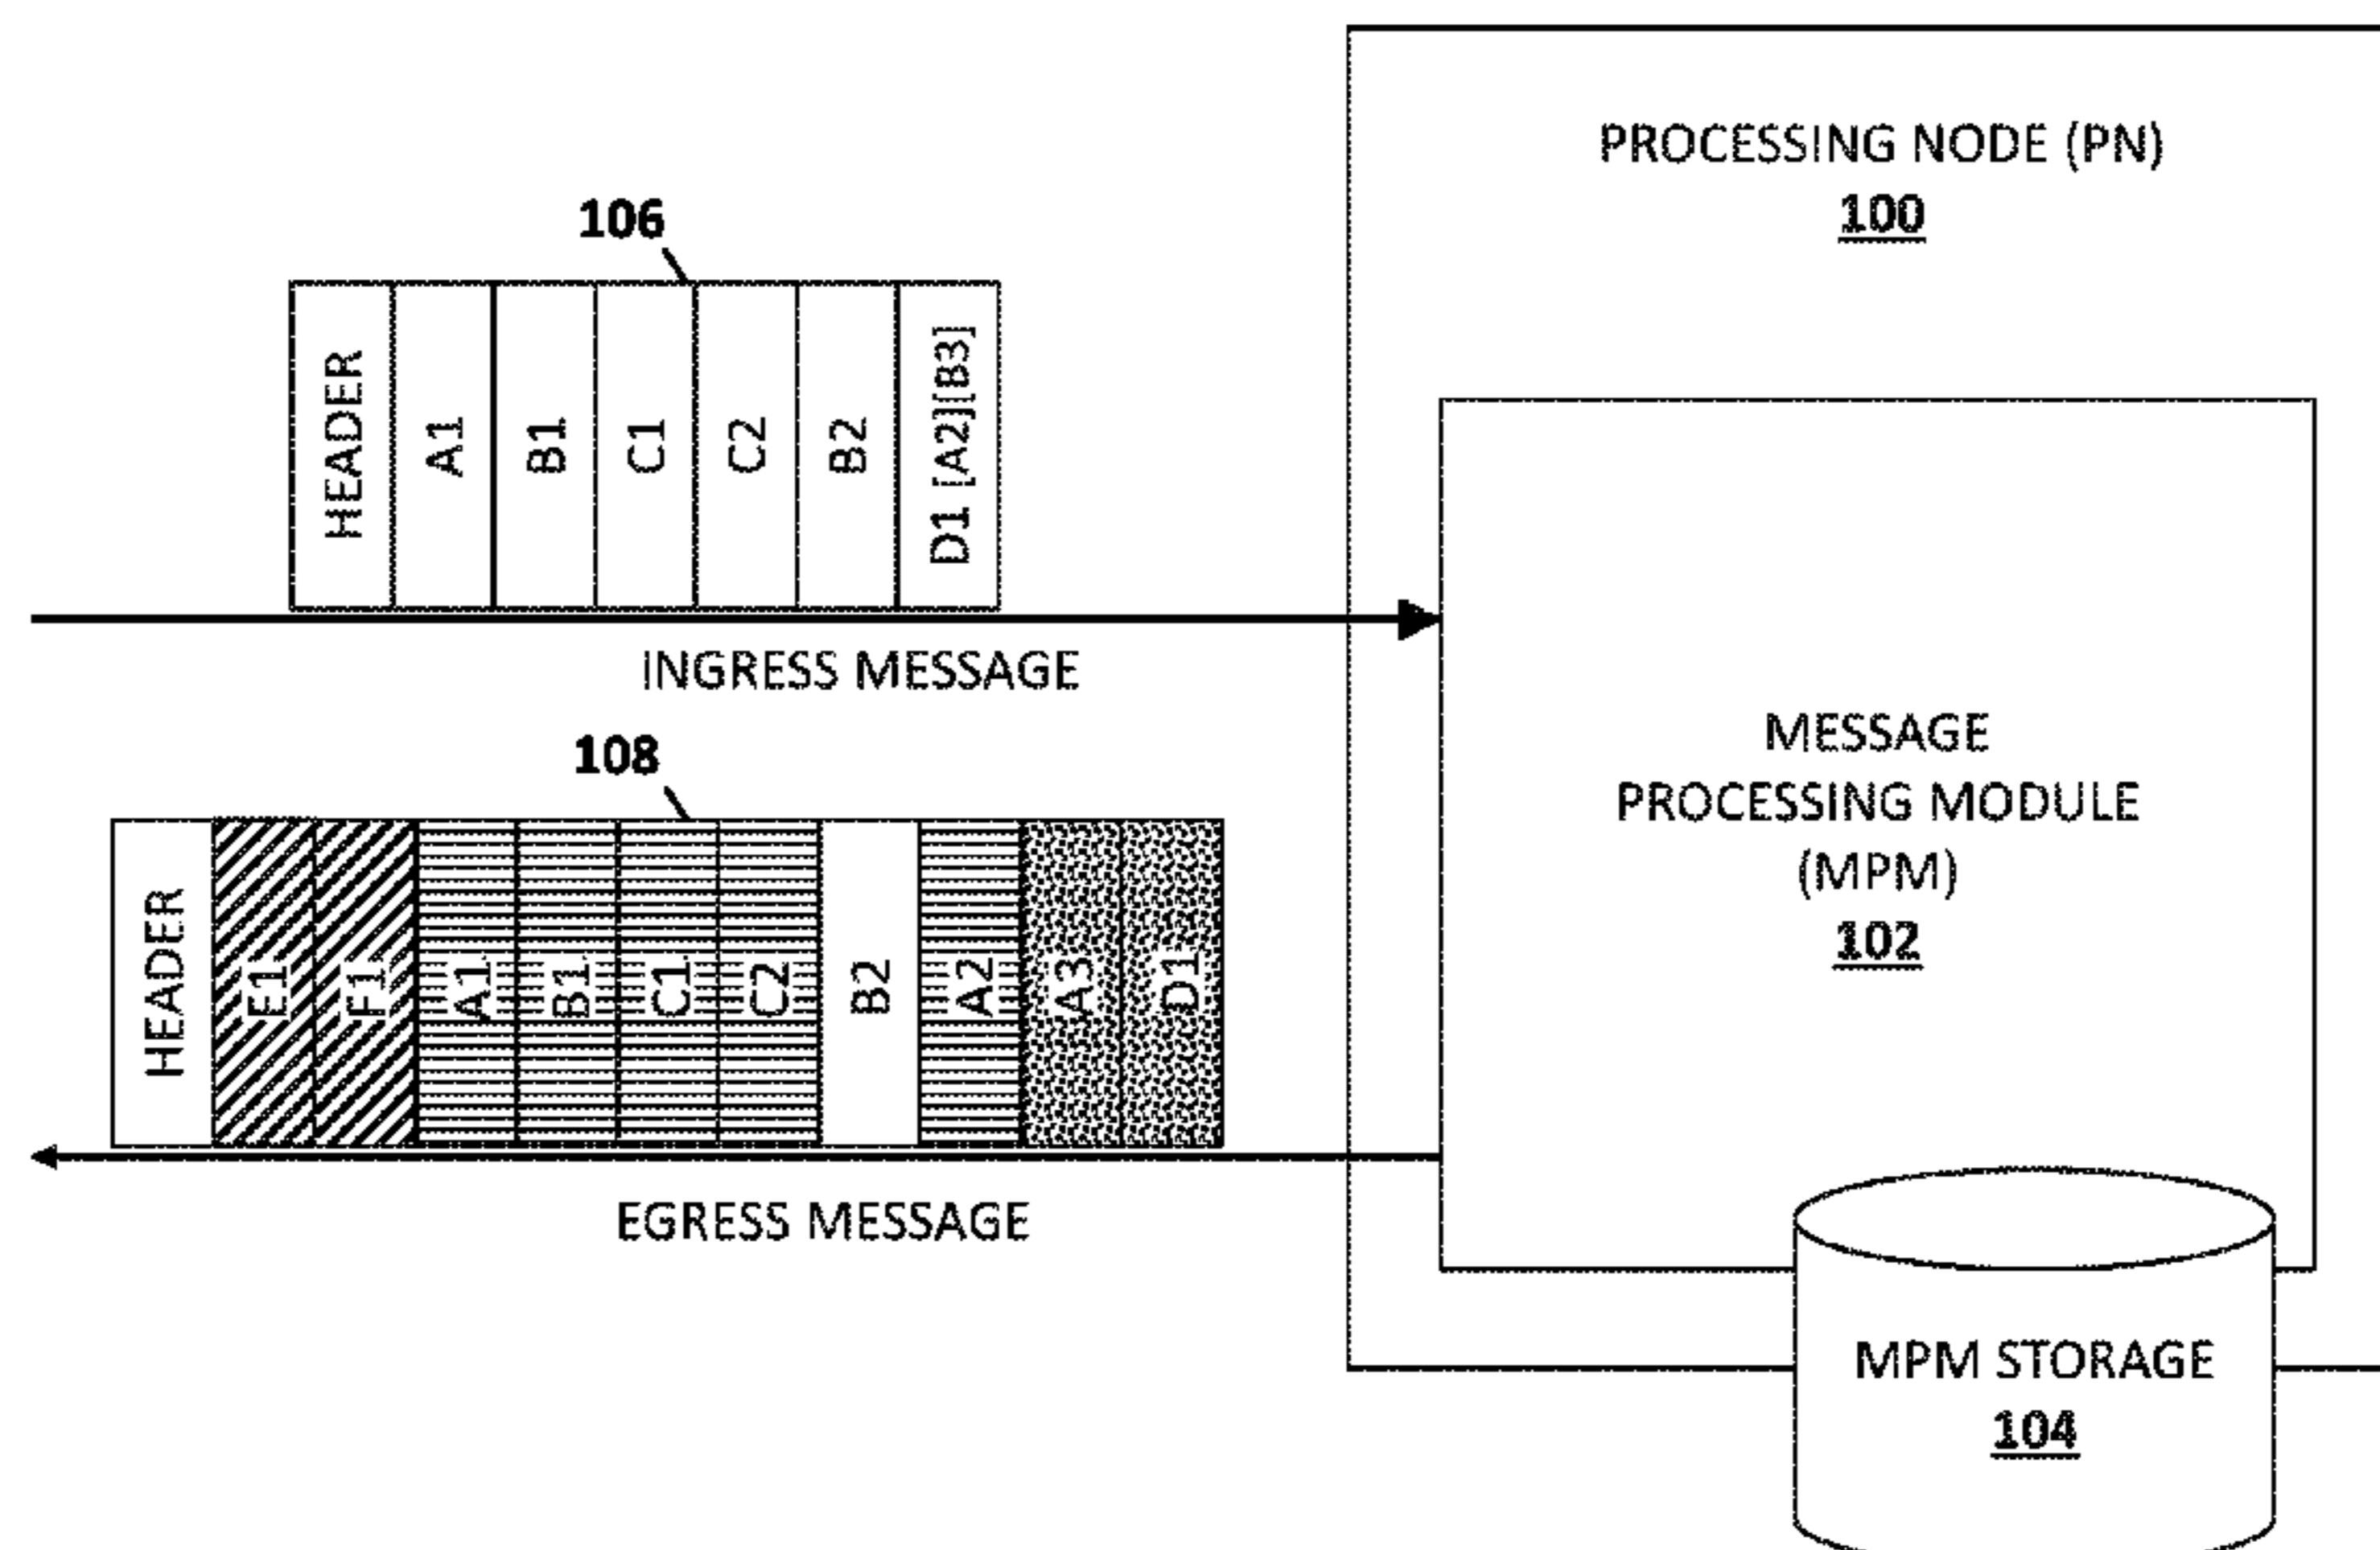 PROCESSING NODE (PN)
100
106
HEADER
A1
B1
C1
C2
B2
D1 [A2][B3]
INGRESS MESSAGE
108
HEADER
E1
F1
A1
B1
C1
C2
B2
A2
A3
D1
EGRESS MESSAGE
MESSAGE
PROCESSING MODULE
(MPM)
102
MPM STORAGE
104